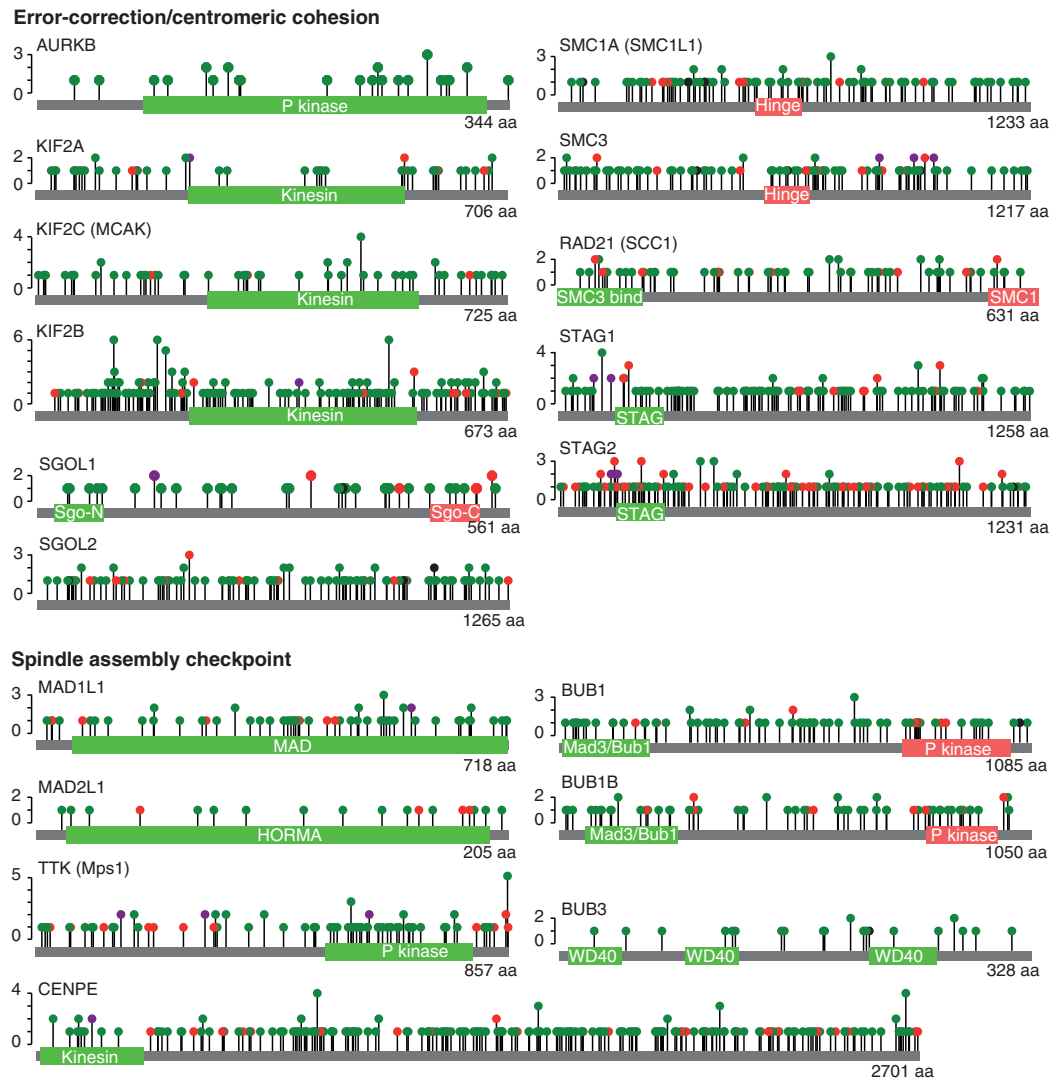 Error-correction/centromeric cohesion
AURKB
3
2
0
P kinase
344 aa
KIF2A
2
0
Kinesin
706 aa
KIF2C (MCAK)
4
0
Kinesin
725 aa
KIF2B
6
0
Kinesin
673 aa
SGOL1
2
0
Sgo-N
Sgo-C
561 aa
SGOL2
3
0
1265 aa
SMC1A (SMC1L1)
3
0
Hinge
1233 aa
SMC3
2
0
Hinge
1217 aa
RAD21 (SCC1)
2
0
SMC3 bind
SMC1
631 aa
STAG1
4
0
STAG
1258 aa
STAG2
3
0
STAG
1231 aa
Spindle assembly checkpoint
MAD1L1
3
0
MAD
718 aa
MAD2L1
2
0
HORMA
205 aa
TTK (Mps1)
5
0
P kinase
857 aa
CENPE
4
0
Kinesin
2701 aa
BUB1
3
0
Mad3/Bub1
P kinase
1085 aa
BUB1B
2
0
Mad3/Bub1
P kinase
1050 aa
BUB3
2
0
WD40
WD40
WD40
328 aa